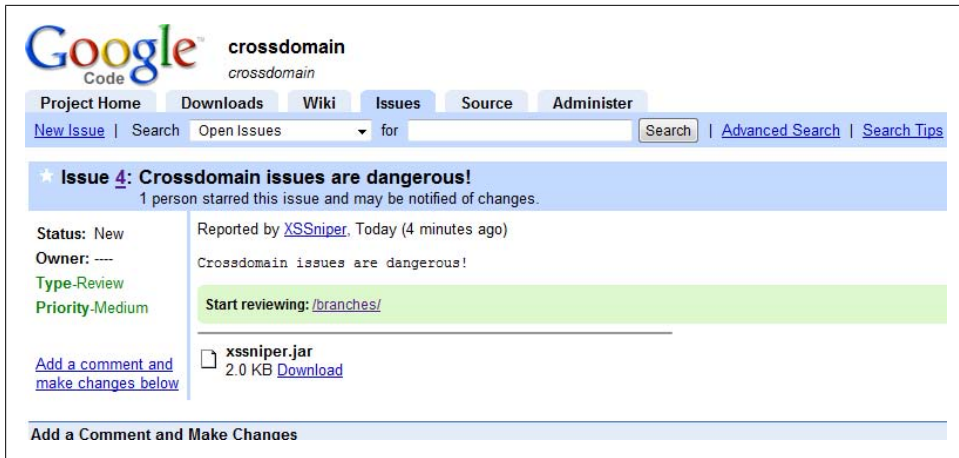 Google™ Code
crossdomain
crossdomain
Project Home Downloads Wiki Issues Source Administer
New Issue | Search Open Issues for Search | Advanced Search | Search Tips
Issue 4: Crossdomain issues are dangerous!
1 person starred this issue and may be notified of changes.
Status: New
Owner: ----
Type-Review
Priority-Medium
Add a comment and
make changes below
Reported by XSSniper, Today (4 minutes ago)
Crossdomain issues are dangerous!
Start reviewing: /branches/
xssniper.jar
2.0 KB Download
Add a Comment and Make Changes